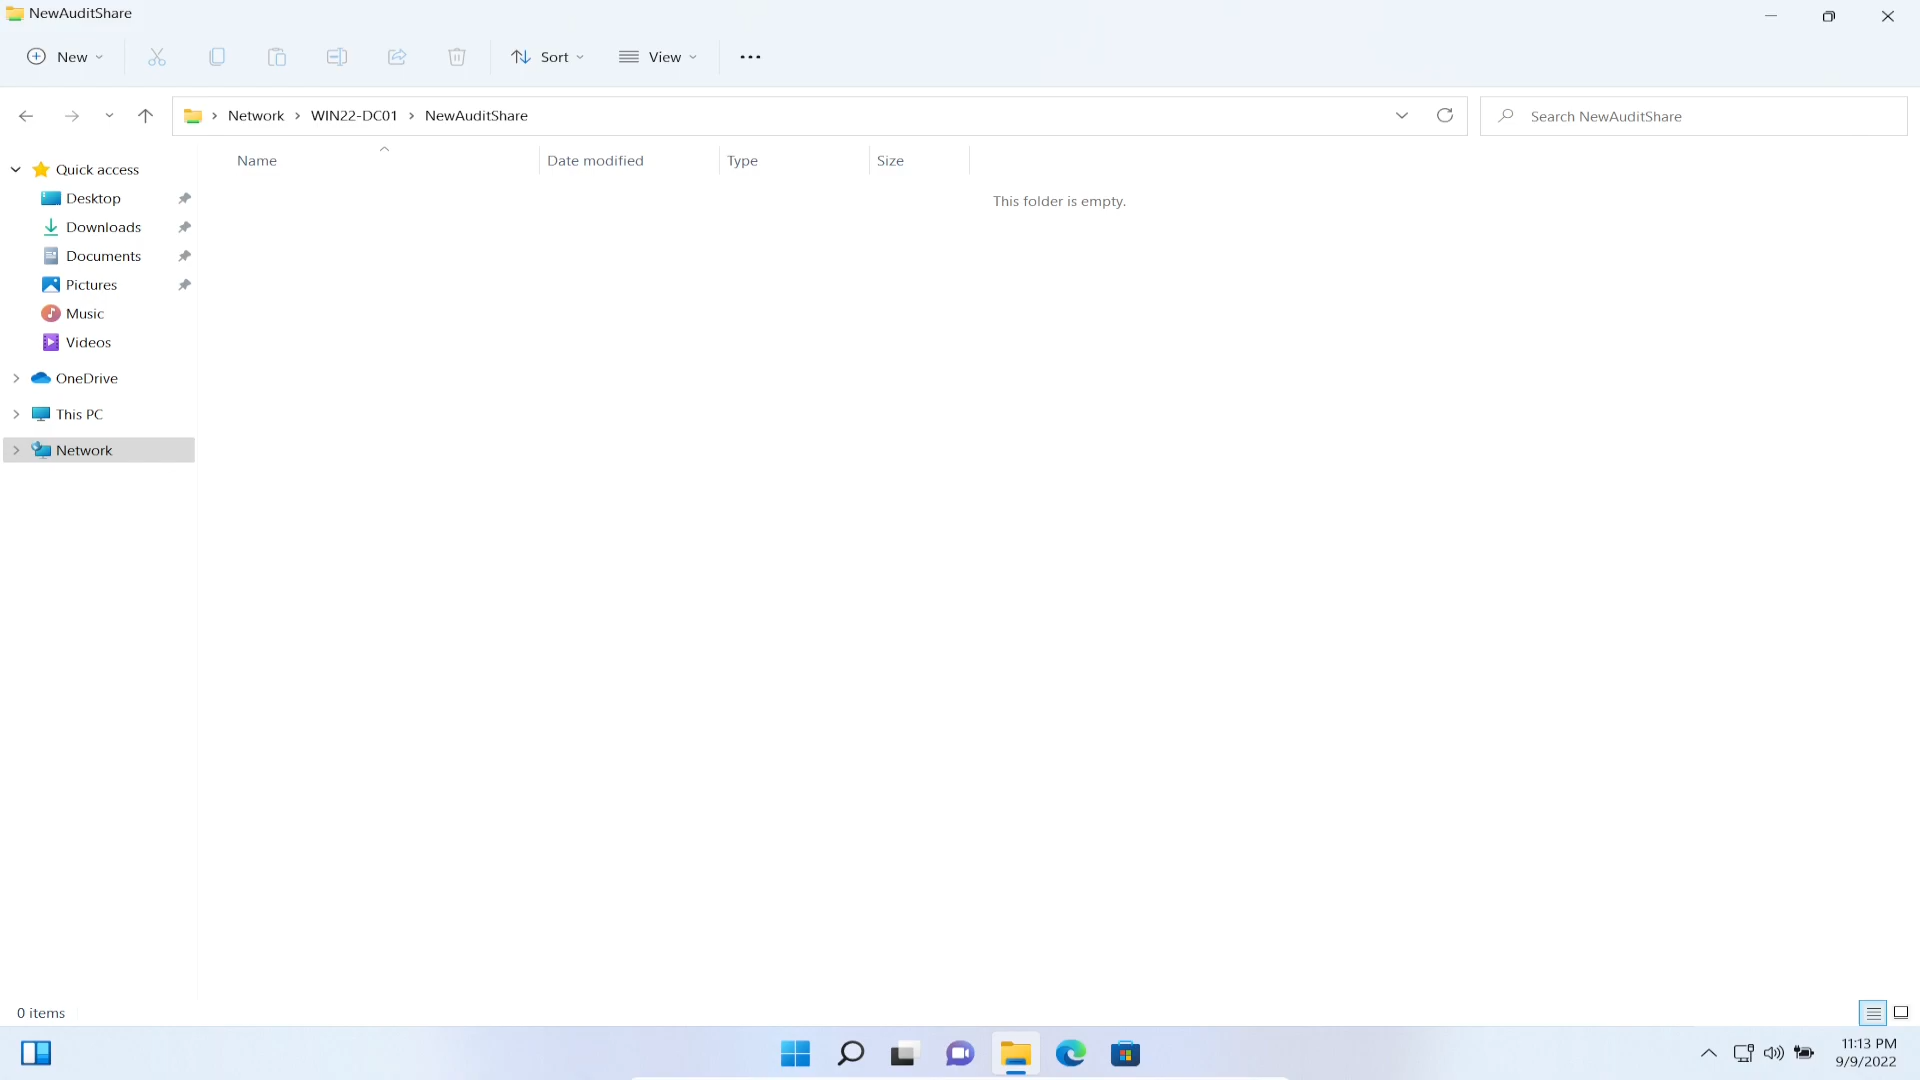 NewAuditShare
New
Sort
View
Network
WIN22-DC01
NewAuditShare
Search NewAuditShare
Name
Date modified
Type
Size
This folder is empty.
Quick access
Desktop
Downloads
Documents
Pictures
Music
Videos
OneDrive
This PC
Network
0 items
11:13 PM
9/9/2022